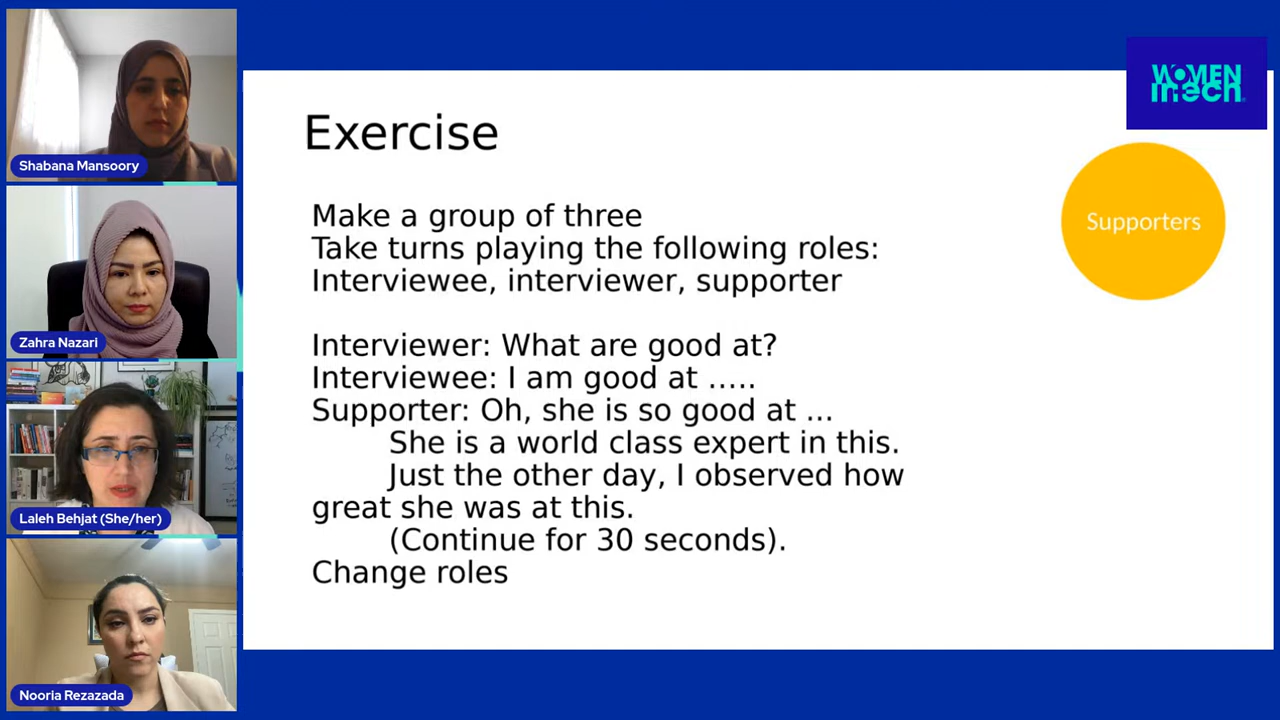 Shabana Mansoory
Zahra Nazari
Laleh Behjat (She/her)
Nooria Rezazada
WOMEN
in tech
Exercise
Supporters
Make a group of three
Take turns playing the following roles:
Interviewee, interviewer, supporter
Interviewer: What are good at?
Interviewee: I am good at .....
Supporter: Oh, she is so good at ...
She is a world class expert in this.
Just the other day, I observed how
great she was at this.
(Continue for 30 seconds).
Change roles